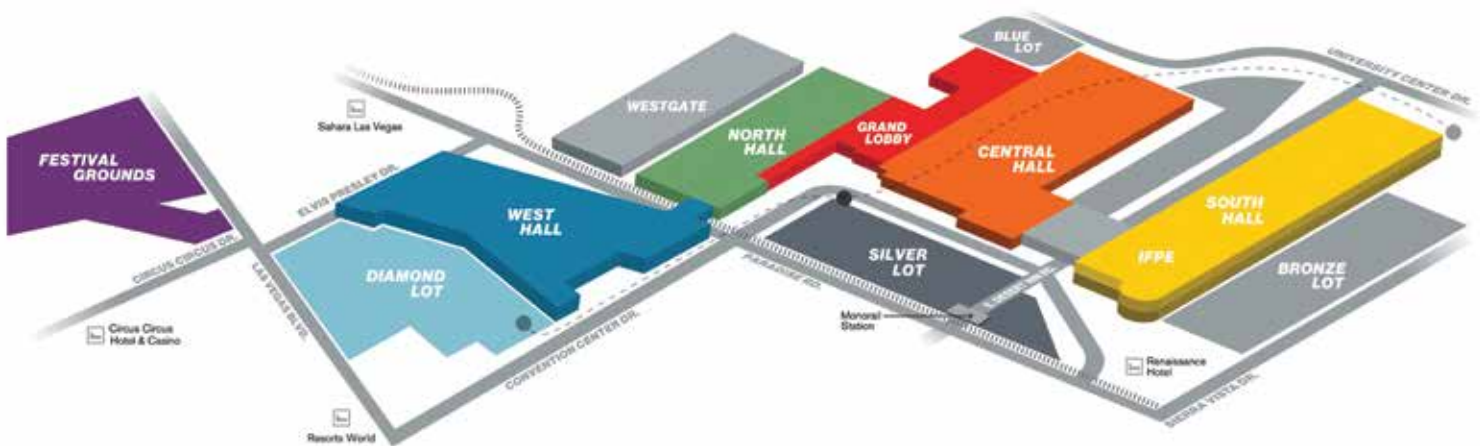 BLUE
LOT
UNIVERSITY CENTER DR.
WESTGATE
Sahara Las Vegas
NORTH
HALL
GRAND
LOBBY
CENTRAL
HALL
FESTIVAL
GROUNDS
ELVIS PRESLEY DR.
WEST
HALL
SOUTH
HALL
IFPE
CIRCUS CIRCUS DR.
LAS VEGAS BLVD.
DIAMOND
LOT
PARADISE RD.
SILVER
LOT
E. DESERT INN RD.
BRONZE
LOT
Monorail
Station
Circus Circus
Hotel & Casino
CONVENTION CENTER DR.
Renaissance
Hotel
SIERRA VISTA DR.
Resorts World